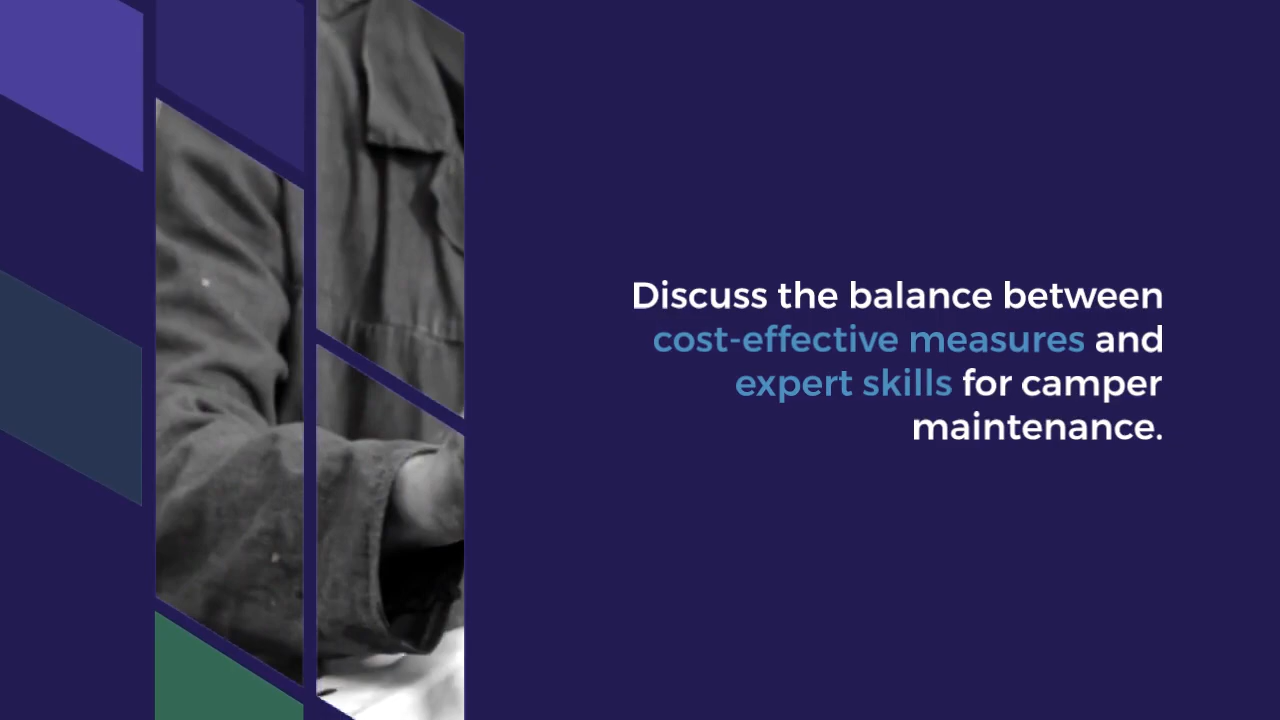 Discuss the balance between
cost-effective measures and
expert skills for camper
maintenance.